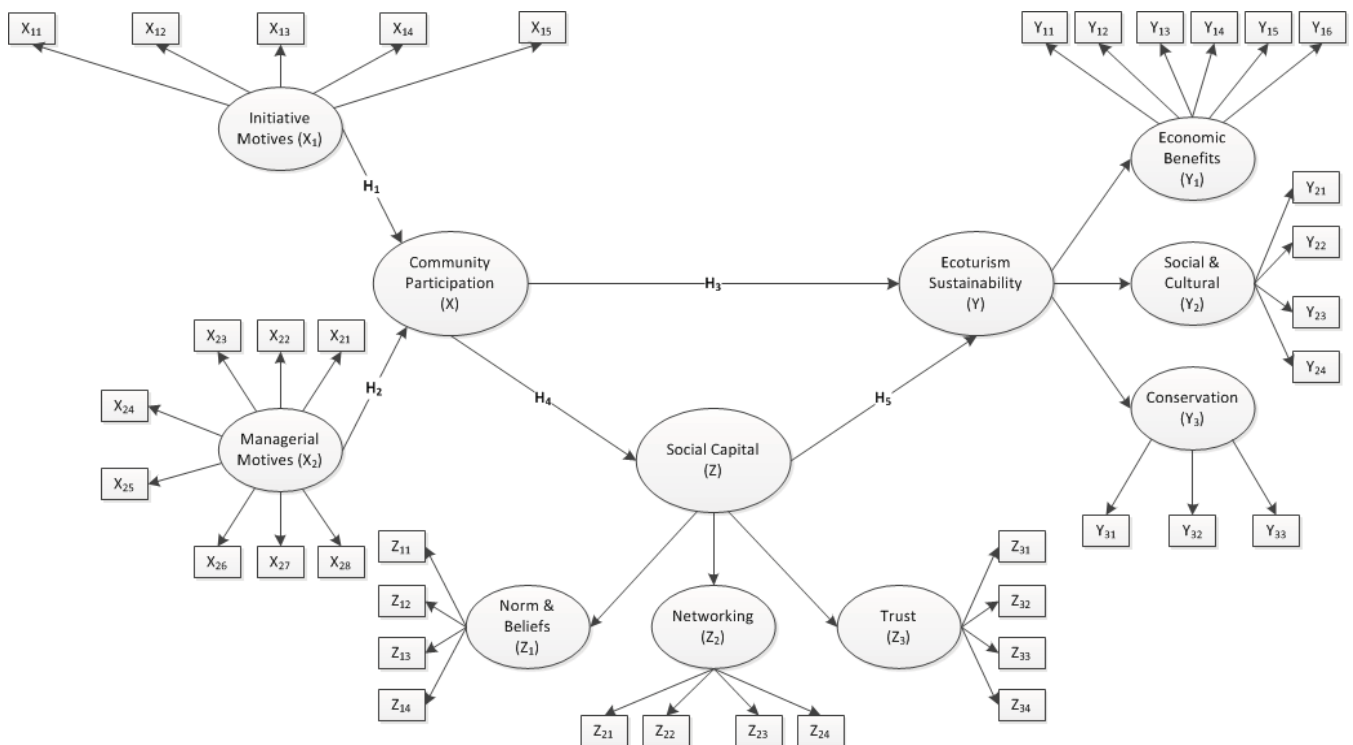 X11 X12 X13 X14 X15
Y11 Y12 Y13 Y14 Y15 Y16
Initiative
Motives (X1)
Economic
Benefits
(Y1)
H1
Y21
Y22
Y23
Y24
Community
Participation
(X)
H3
Ecoturism
Sustainability
(Y)
Social &
Cultural
(Y2)
X23 X22 X21
H2
X24
X25
Managerial
Motives (X2)
X26 X27 X28
H4
H5
Conservation
(Y3)
Y31 Y32 Y33
Social Capital
(Z)
Z11
Z12
Z13
Z14
Norm &
Beliefs
(Z1)
Networking
(Z2)
Trust
(Z3)
Z31
Z32
Z33
Z34
Z21 Z22 Z23 Z24